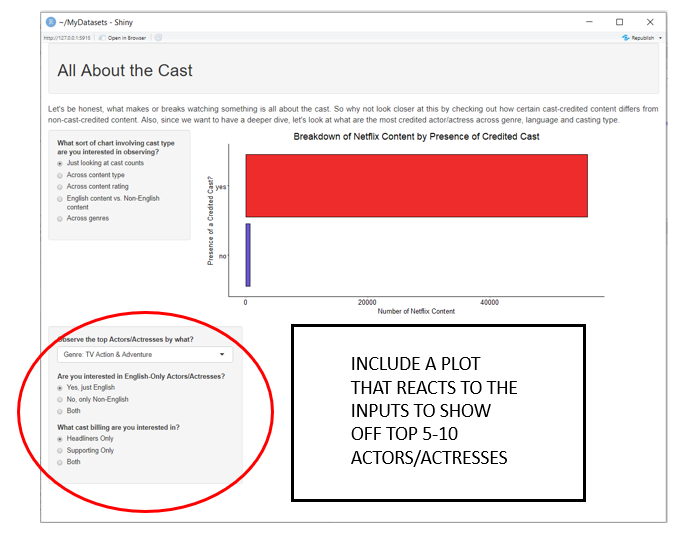 ~/MyDatasets - Shiny
http://127.0.0.1:5915 Open in Browser Republish
All About the Cast
Let's be honest, what makes or breaks watching something is all about the cast. So why not look closer at this by checking out how certain cast-credited content differs from
non-cast-credited content. Also, since we want to have a deeper dive, let's look at what are the most credited actor/actress across genre, language and casting type.
What sort of chart involving cast type
are you interested in observing?
Just looking at cast counts
Across content type
Across content rating
English content vs. Non-English
content
Across genres
Breakdown of Netflix Content by Presence of Credited Cast
Presence of a Credited Cast?
yes
no
0 20000 40000
Number of Netflix Content
Observe the top Actors/Actresses by what?
Genre: TV Action & Adventure
Are you interested in English-Only Actors/Actresses?
Yes, just English
No, only Non-English
Both
What cast billing are you interested in?
Headliners Only
Supporting Only
Both
INCLUDE A PLOT
THAT REACTS TO THE
INPUTS TO SHOW
OFF TOP 5-10
ACTORS/ACTRESSES